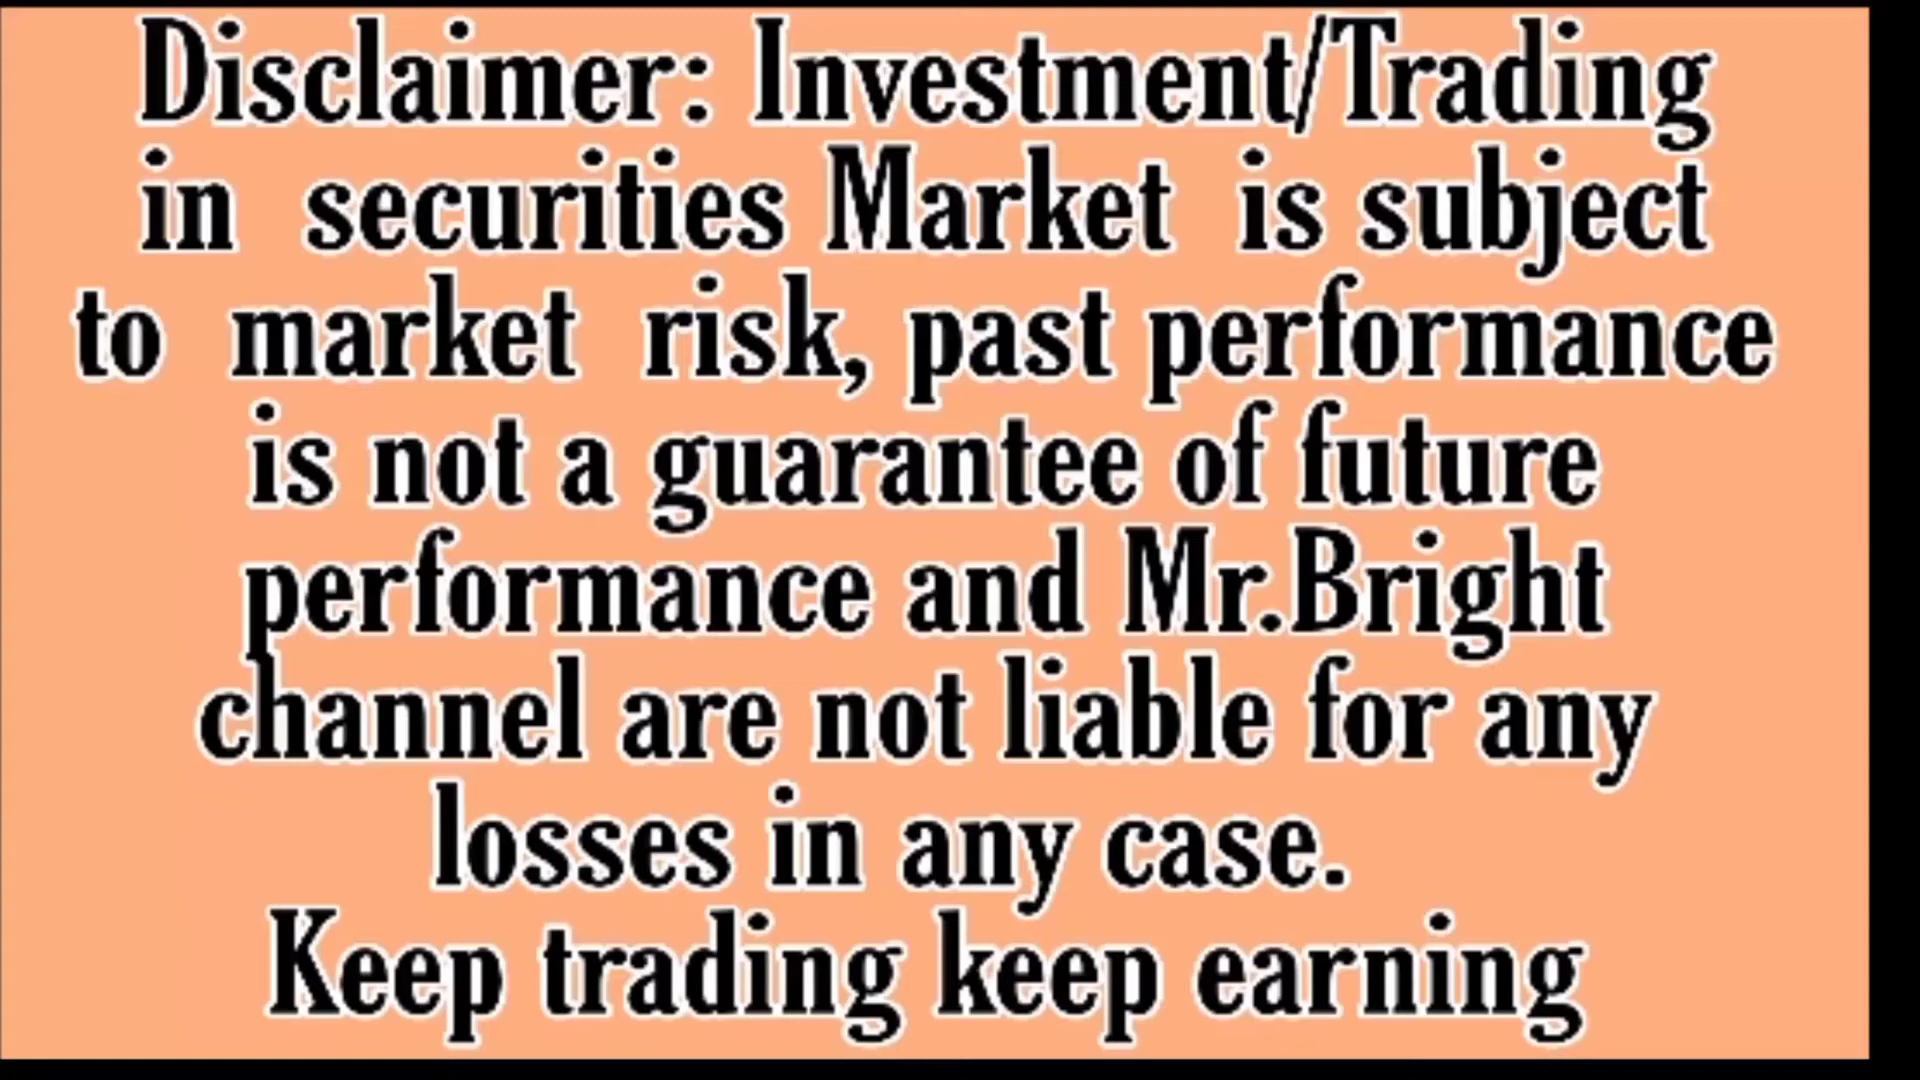 Disclaimer: Investment/Trading
in securities Market is subject
to market risk, past performance
is not a guarantee of future
performance and Mr.Bright
channel are not liable for any
losses in any case.
Keep trading keep earning